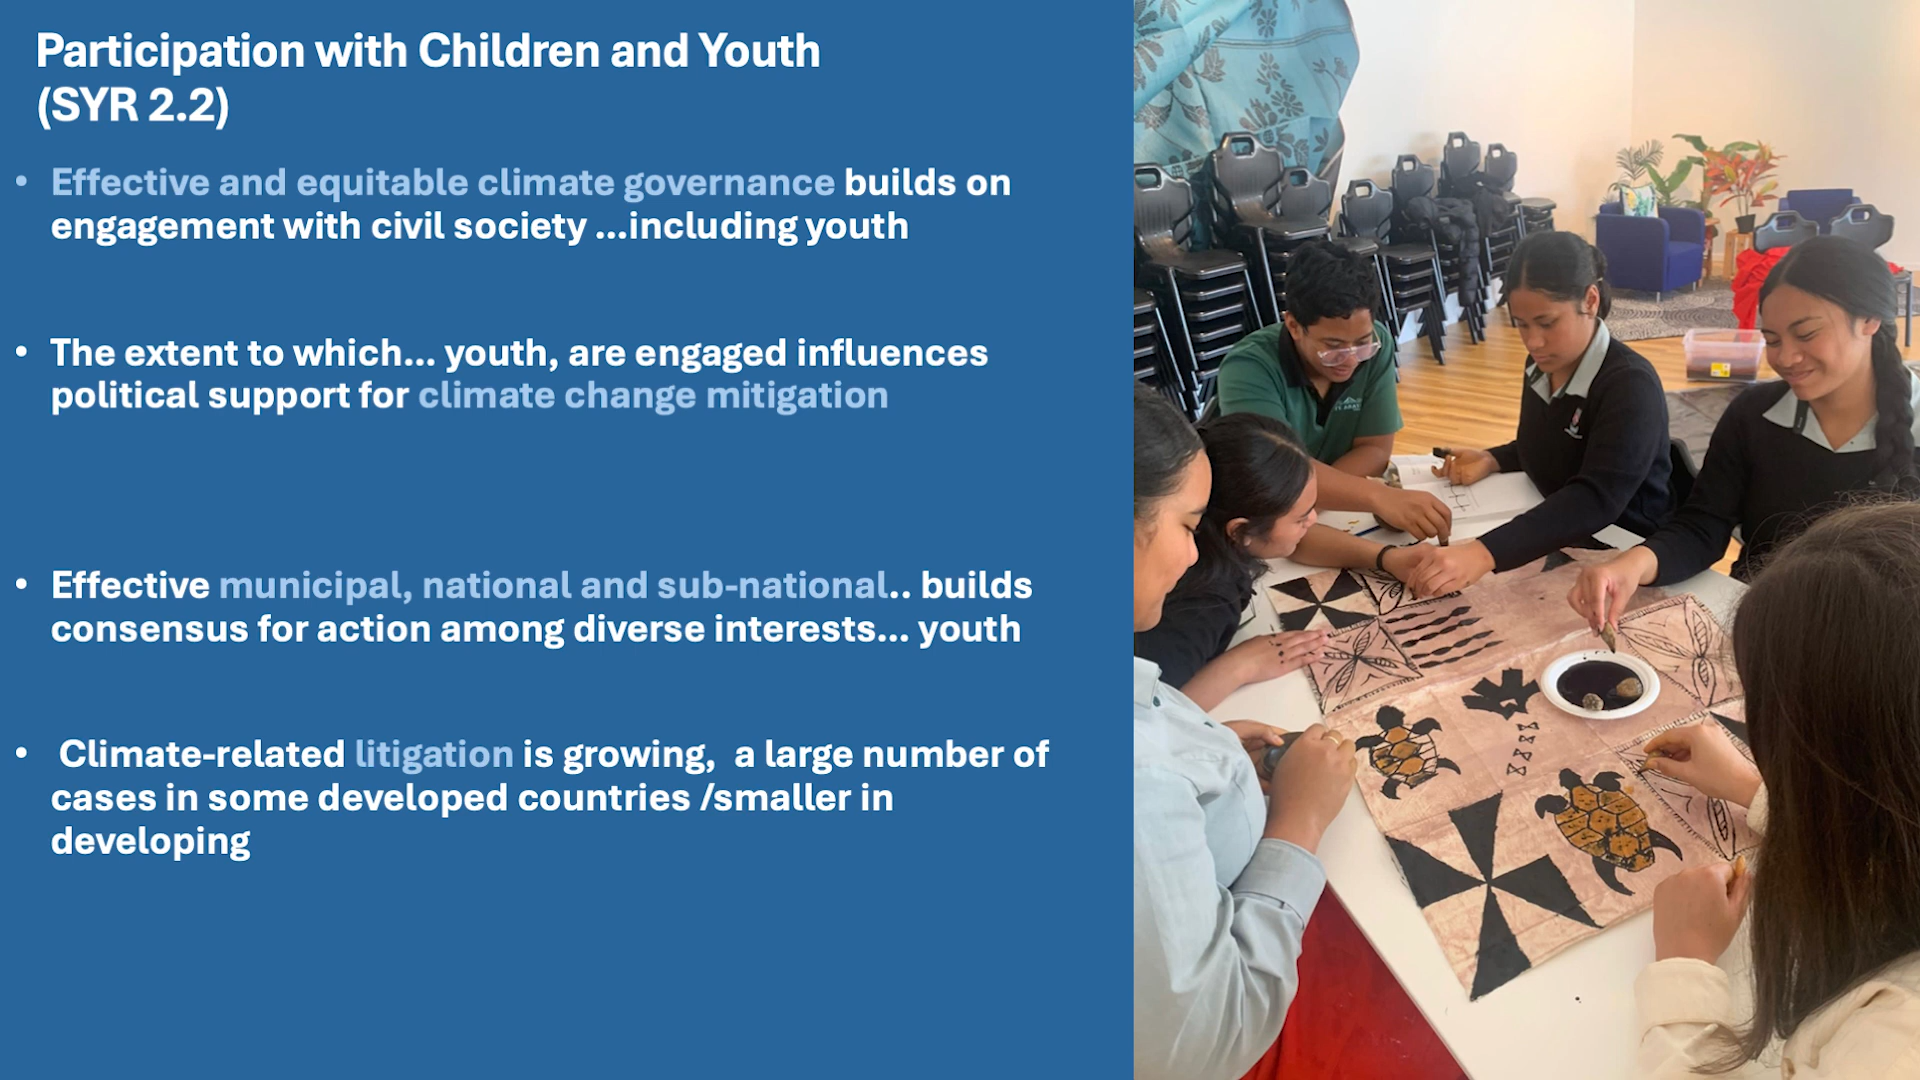 Participation with Children and Youth
(SYR 2.2)
• Effective and equitable climate governance builds on
engagement with civil society ...including youth
• The extent to which... youth, are engaged influences
political support for climate change mitigation
• Effective municipal, national and sub-national.. builds
consensus for action among diverse interests... youth
• Climate-related litigation is growing,  a large number of
cases in some developed countries /smaller in
developing